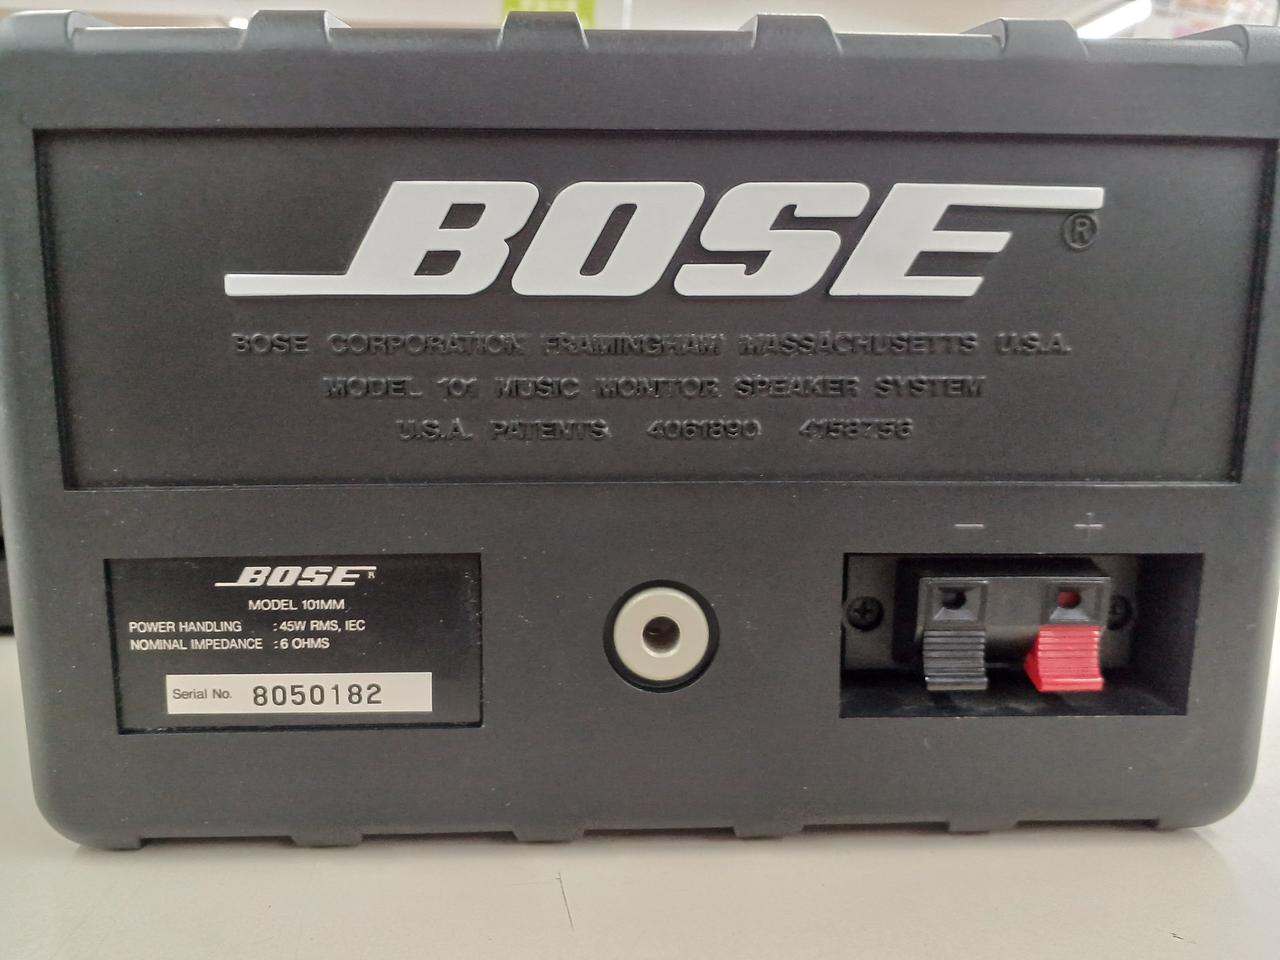 BOSE®
BOSE CORPORATION FRAMINGHAM MASSACHUSETTS U.S.A.
MODEL 101 MUSIC MONITOR SPEAKER SYSTEM
U.S.A. PATENTS 4061890 4158756
− +
BOSE®
MODEL 101MM
POWER HANDLING : 45W RMS, IEC
NOMINAL IMPEDANCE : 6 OHMS
Serial No. 8050182